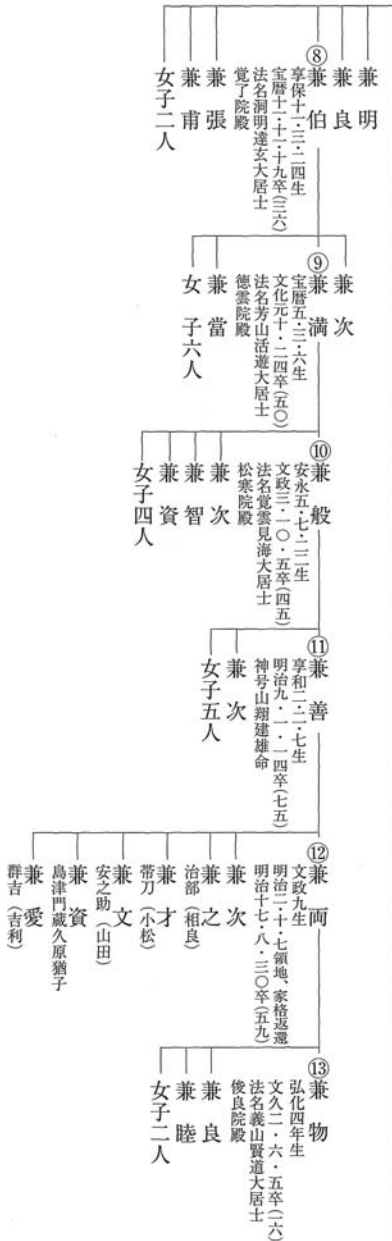 兼明
兼良
⑧兼伯
享保十一・三・二四生
宝暦十一・十一・十九卒(三六)
法名洞明達玄大居士
覚了院殿
兼張
兼甫
女子二人
兼次
⑨兼満
宝暦五・三・六生
文化元十・二四卒(五〇)
法名芳山活遊大居士
徳雲院殿
兼當
女子六人
⑩兼般
安永五・七・二二生
文政三・一〇・五卒(四五)
法名覚雲見海大居士
松寒院殿
兼次
兼智
兼資
女子四人
⑪兼善
享和二・二・七生
明治九・一・一四卒(七五)
神号山翔建雄命
兼次
女子五人
⑫兼両
文政九生
明治二・十・七領地、家格返還
明治十七・八・三〇卒(五九)
兼次
兼之
治部(相良)
兼才
帯刀(小松)
兼文
安之助(山田)
兼資
島津門蔵久原猶子
兼愛
群吉(吉利)
⑬兼物
弘化四年生
文久二・六・五卒(一六)
法名義山賢道大居士
俊良院殿
兼良
兼睦
女子二人